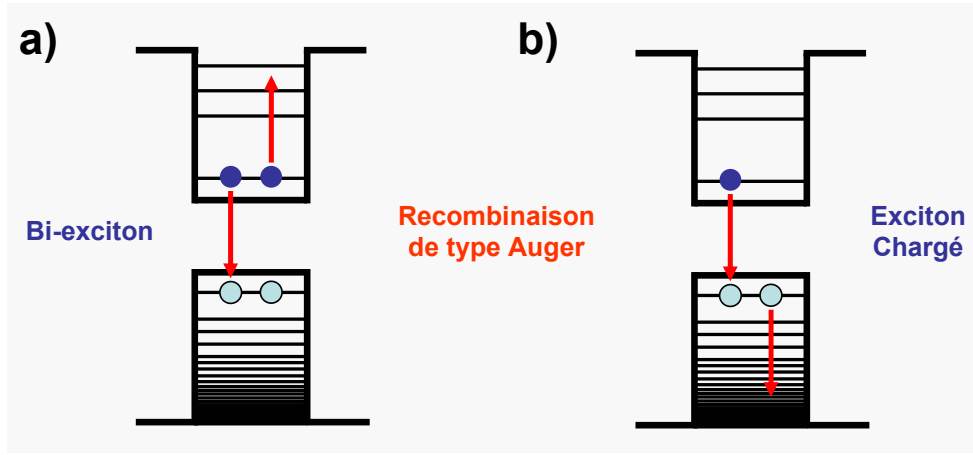 a)
b)
Bi-exciton
Recombinaison
de type Auger
Exciton
Chargé